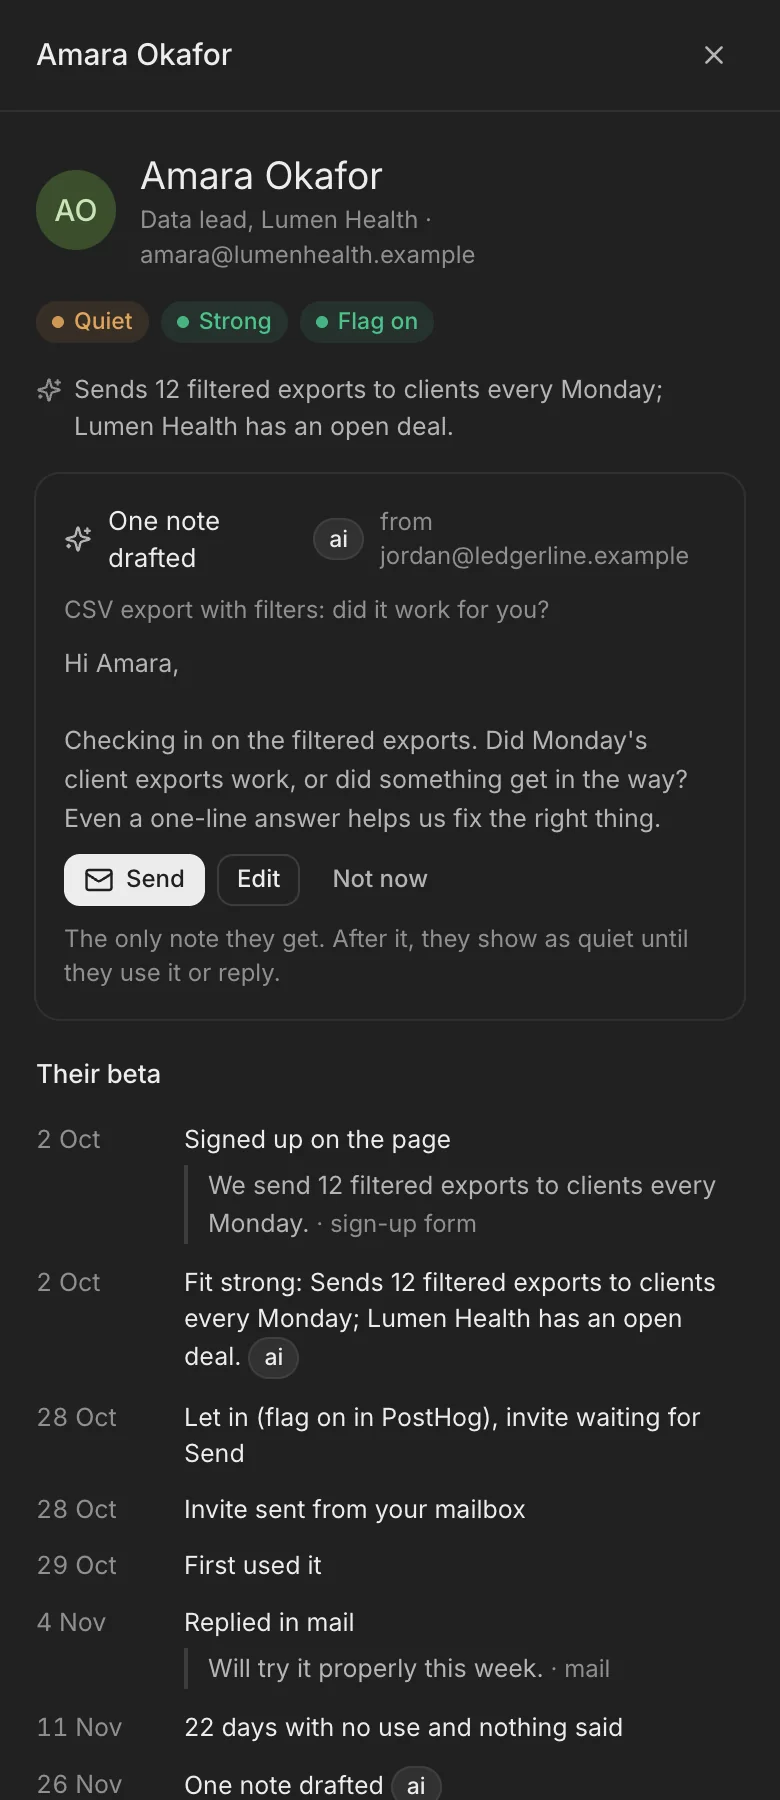 Amara Okafor
AO
Amara Okafor
Data lead, Lumen Health ·
amara@lumenhealth.example
Quiet
Strong
Flag on
Sends 12 filtered exports to clients every Monday;
Lumen Health has an open deal.
One note
drafted
ai
from
jordan@ledgerline.example
CSV export with filters: did it work for you?
Hi Amara,
Checking in on the filtered exports. Did Monday's
client exports work, or did something get in the way?
Even a one-line answer helps us fix the right thing.
Send
Edit
Not now
The only note they get. After it, they show as quiet until
they use it or reply.
Their beta
2 Oct
Signed up on the page
We send 12 filtered exports to clients every
Monday. · sign-up form
2 Oct
Fit strong: Sends 12 filtered exports to clients
every Monday; Lumen Health has an open
deal. ai
28 Oct
Let in (flag on in PostHog), invite waiting for
Send
28 Oct
Invite sent from your mailbox
29 Oct
First used it
4 Nov
Replied in mail
Will try it properly this week. · mail
11 Nov
22 days with no use and nothing said
26 Nov
One note drafted ai